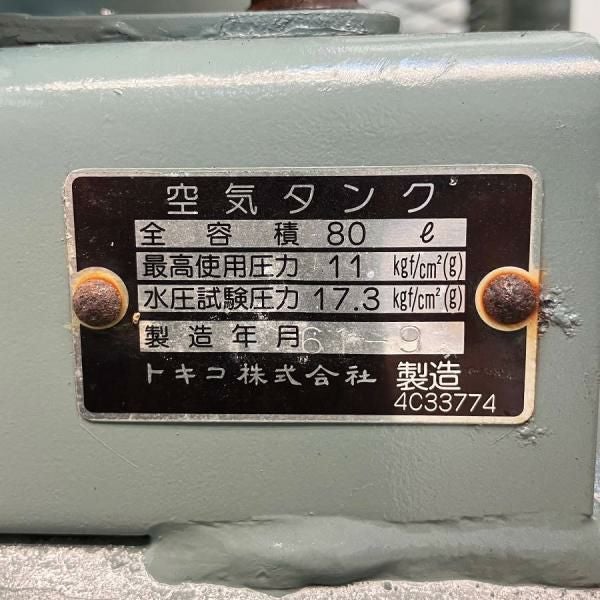 空気タンク
全容積 80 ℓ
最高使用圧力 11 kgf/cm²(g)
水圧試験圧力 17.3 kgf/cm²(g)
製造年月 61-9
トキコ株式会社 製造
4C33774